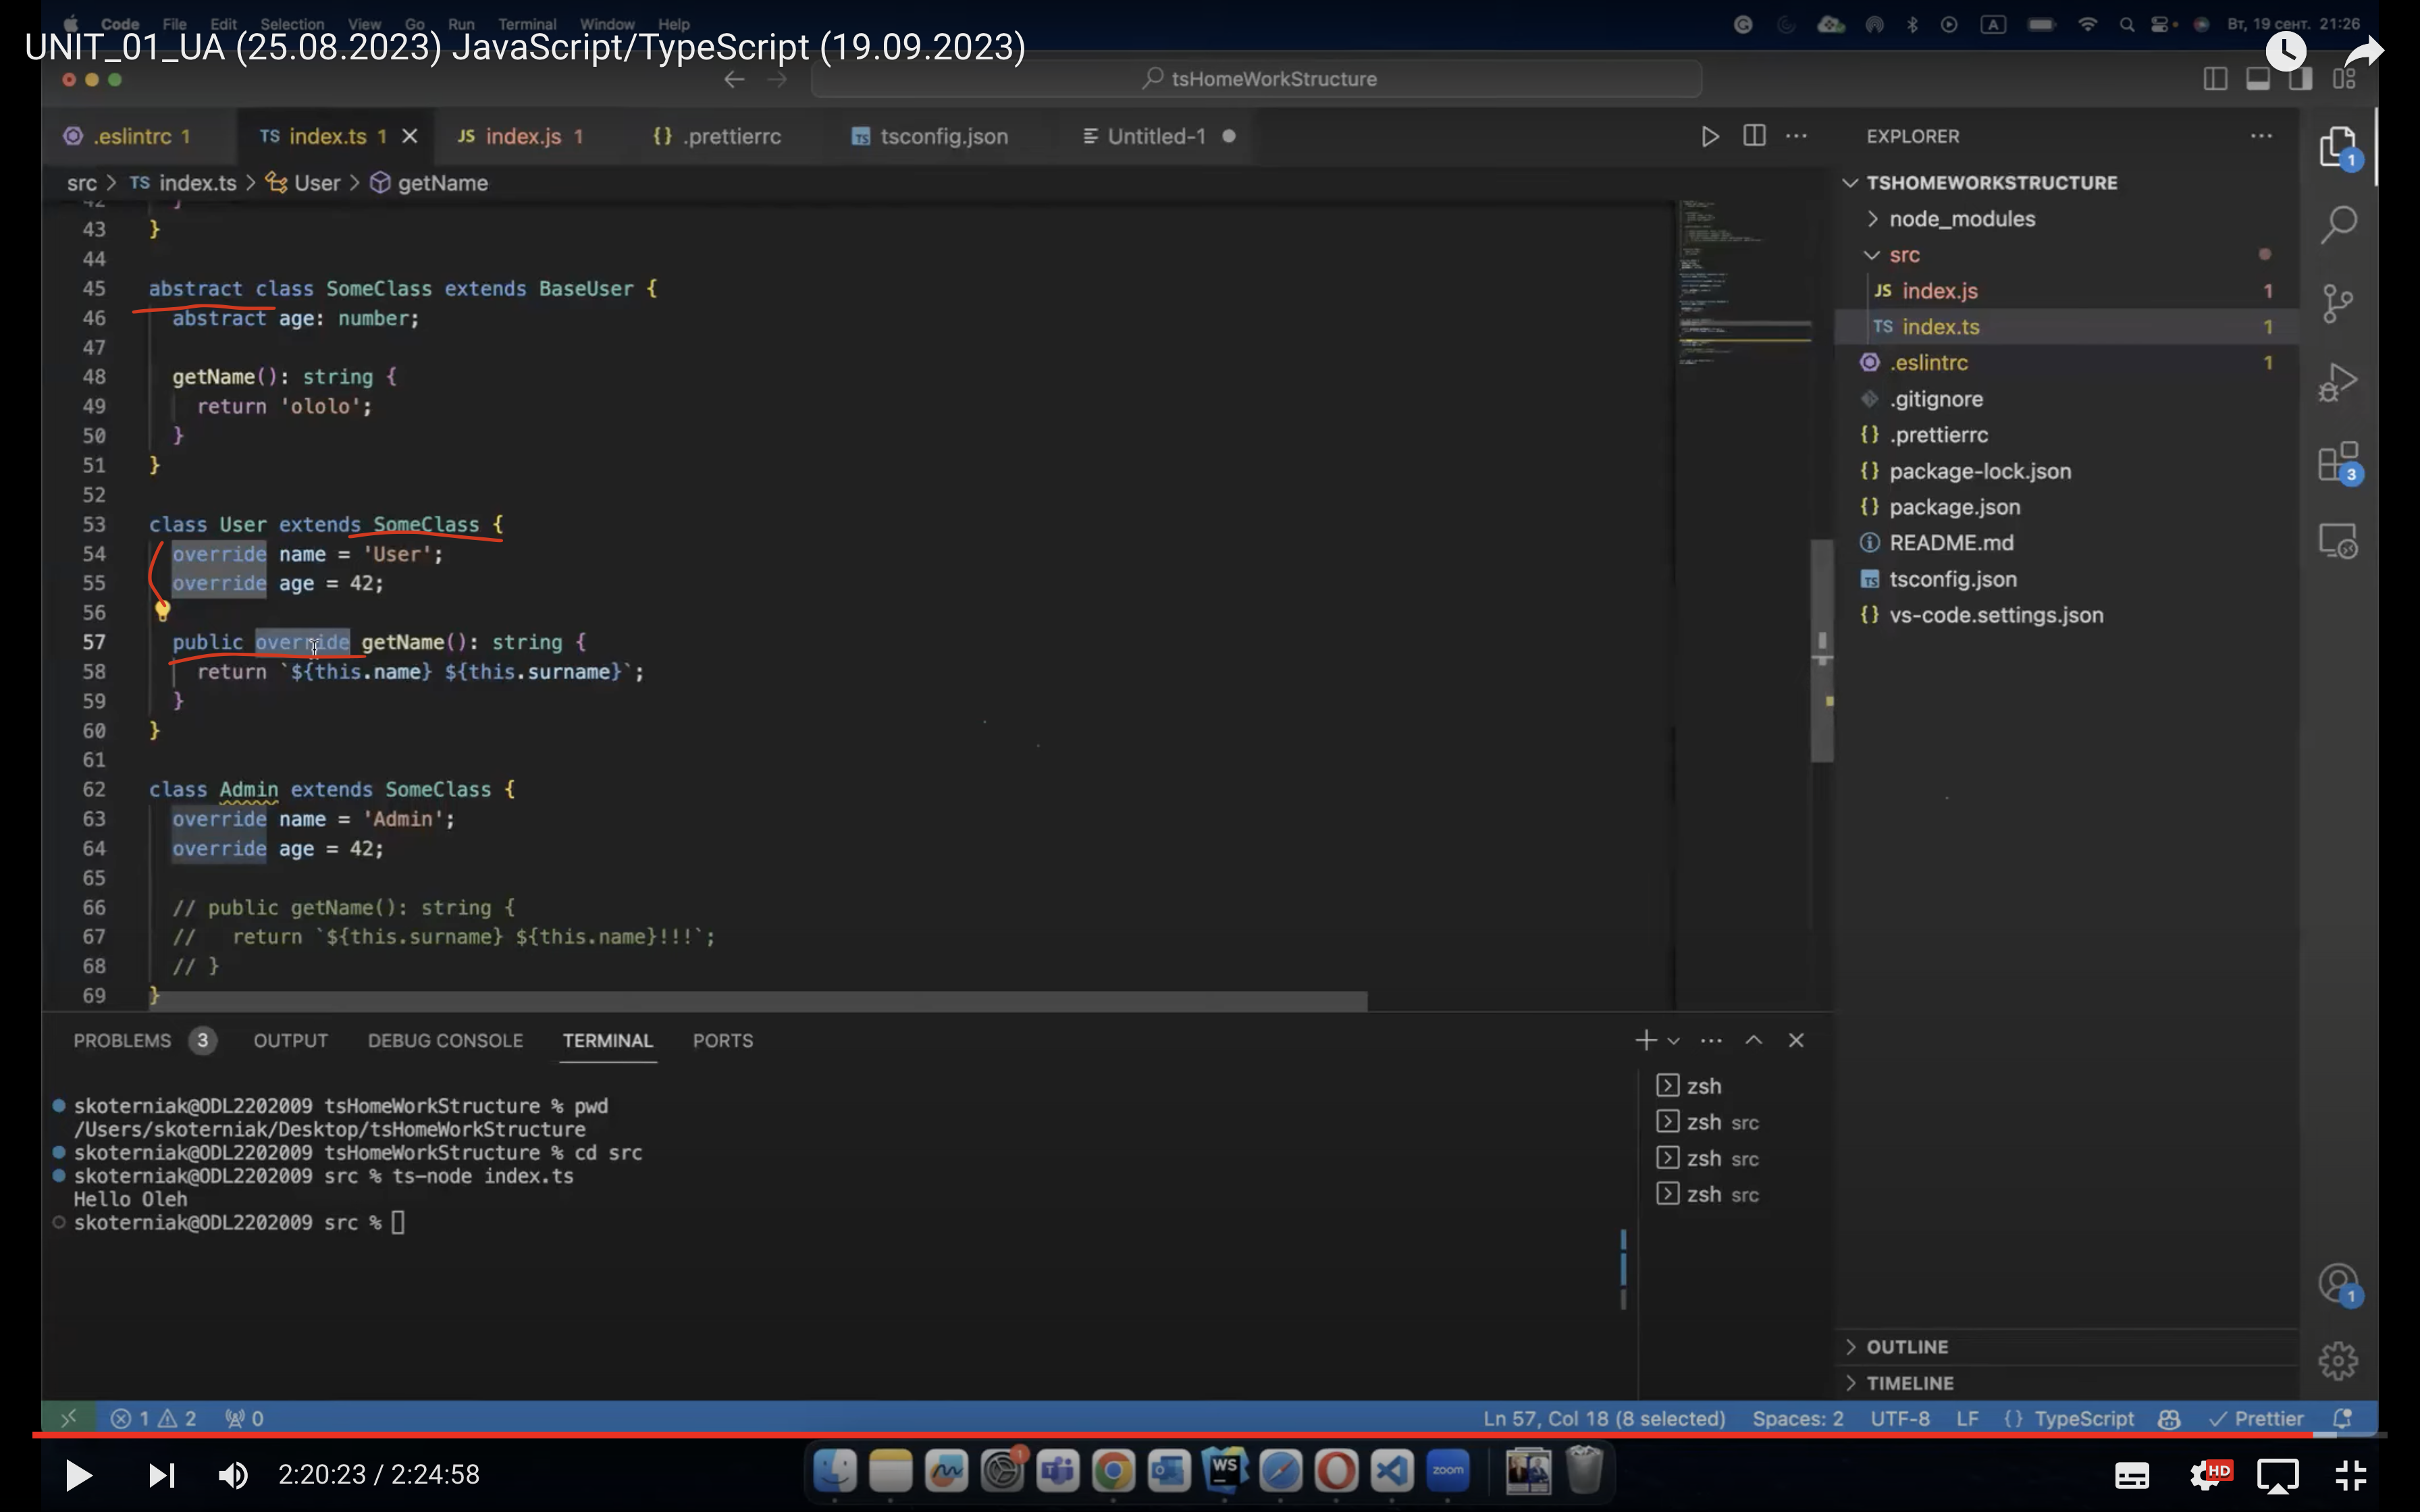 Code File Edit Selection View Go Run Terminal Window Help A Вт, 19 сент. 21:26
UNIT_01_UA (25.08.2023) JavaScript/TypeScript (19.09.2023)
tsHomeWorkStructure
.eslintrc 1 TS index.ts 1 JS index.js 1 {} .prettierrc TS tsconfig.json Untitled-1
src > TS index.ts > User > getName
42 }
43 }
44
45 abstract class SomeClass extends BaseUser {
46 abstract age: number;
47
48 getName(): string {
49 return 'ololo';
50 }
51 }
52
53 class User extends SomeClass {
54 override name = 'User';
55 override age = 42;
56
57 public override getName(): string {
58 return `${this.name} ${this.surname}`;
59 }
60 }
61
62 class Admin extends SomeClass {
63 override name = 'Admin';
64 override age = 42;
65
66 // public getName(): string {
67 // return `${this.surname} ${this.name}!!!`;
68 // }
69 }
EXPLORER
TSHOMEWORKSTRUCTURE
node_modules
src
JS index.js 1
TS index.ts 1
.eslintrc 1
.gitignore
{} .prettierrc
{} package-lock.json
{} package.json
README.md
TS tsconfig.json
{} vs-code.settings.json
OUTLINE
TIMELINE
1
3
1
PROBLEMS 3 OUTPUT DEBUG CONSOLE TERMINAL PORTS
skoterniak@ODL2202009 tsHomeWorkStructure % pwd
/Users/skoterniak/Desktop/tsHomeWorkStructure
skoterniak@ODL2202009 tsHomeWorkStructure % cd src
skoterniak@ODL2202009 src % ts-node index.ts
Hello Oleh
skoterniak@ODL2202009 src %
zsh
zsh src
zsh src
zsh src
1 2 0 Ln 57, Col 18 (8 selected) Spaces: 2 UTF-8 LF {} TypeScript Prettier
2:20:23 / 2:24:58 1 WS zoom HD